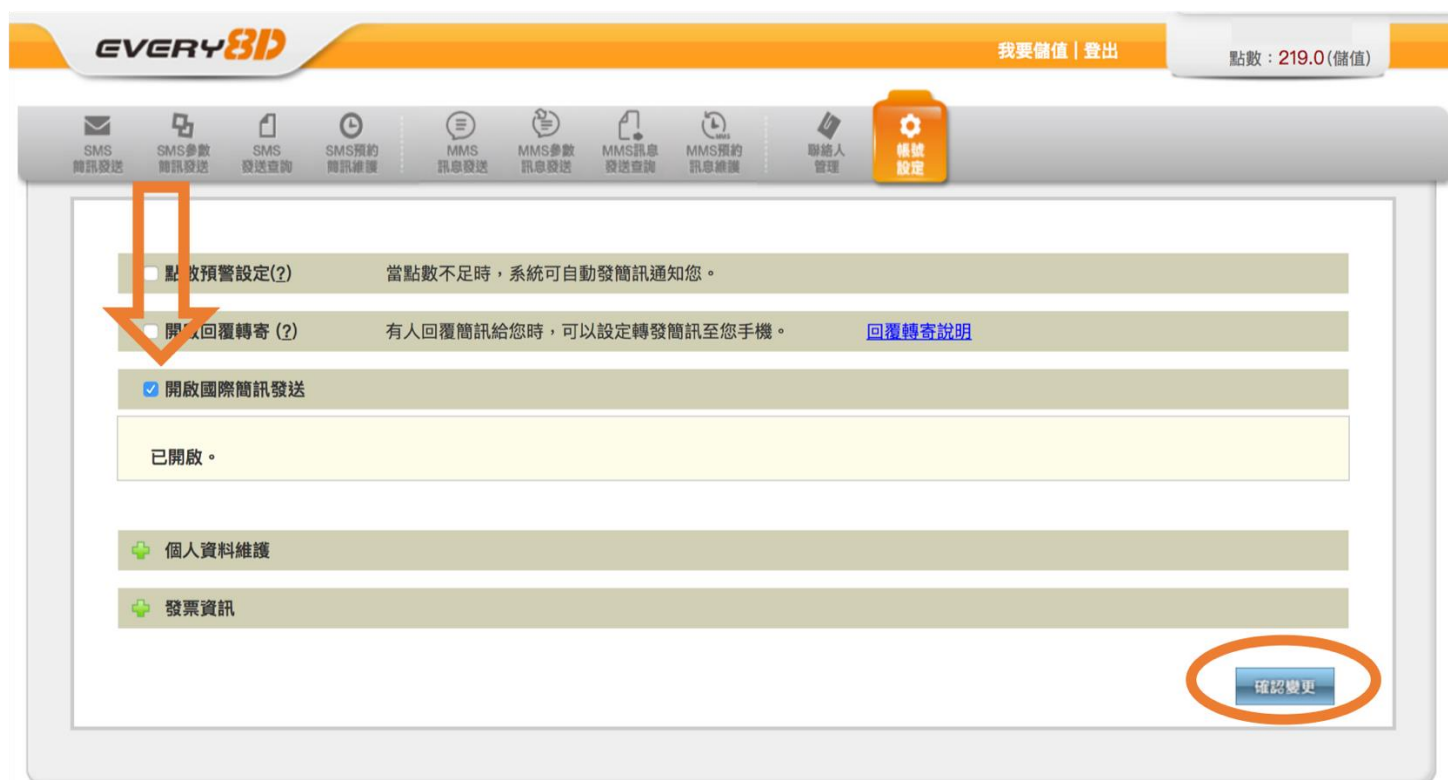 EVERY8D
我要儲值 | 登出
點數：219.0(儲值)
SMS
簡訊發送
SMS參數
簡訊發送
SMS
發送查詢
SMS預約
簡訊維護
MMS
訊息發送
MMS參數
訊息發送
MMS訊息
發送查詢
MMS
MMS預約
訊息維護
聯絡人
管理
帳號
設定
點數預警設定(?) 當點數不足時，系統可自動發簡訊通知您。
開啟回覆轉寄 (?) 有人回覆簡訊給您時，可以設定轉發簡訊至您手機。 回覆轉寄說明
開啟國際簡訊發送
已開啟。
個人資料維護
發票資訊
確認變更